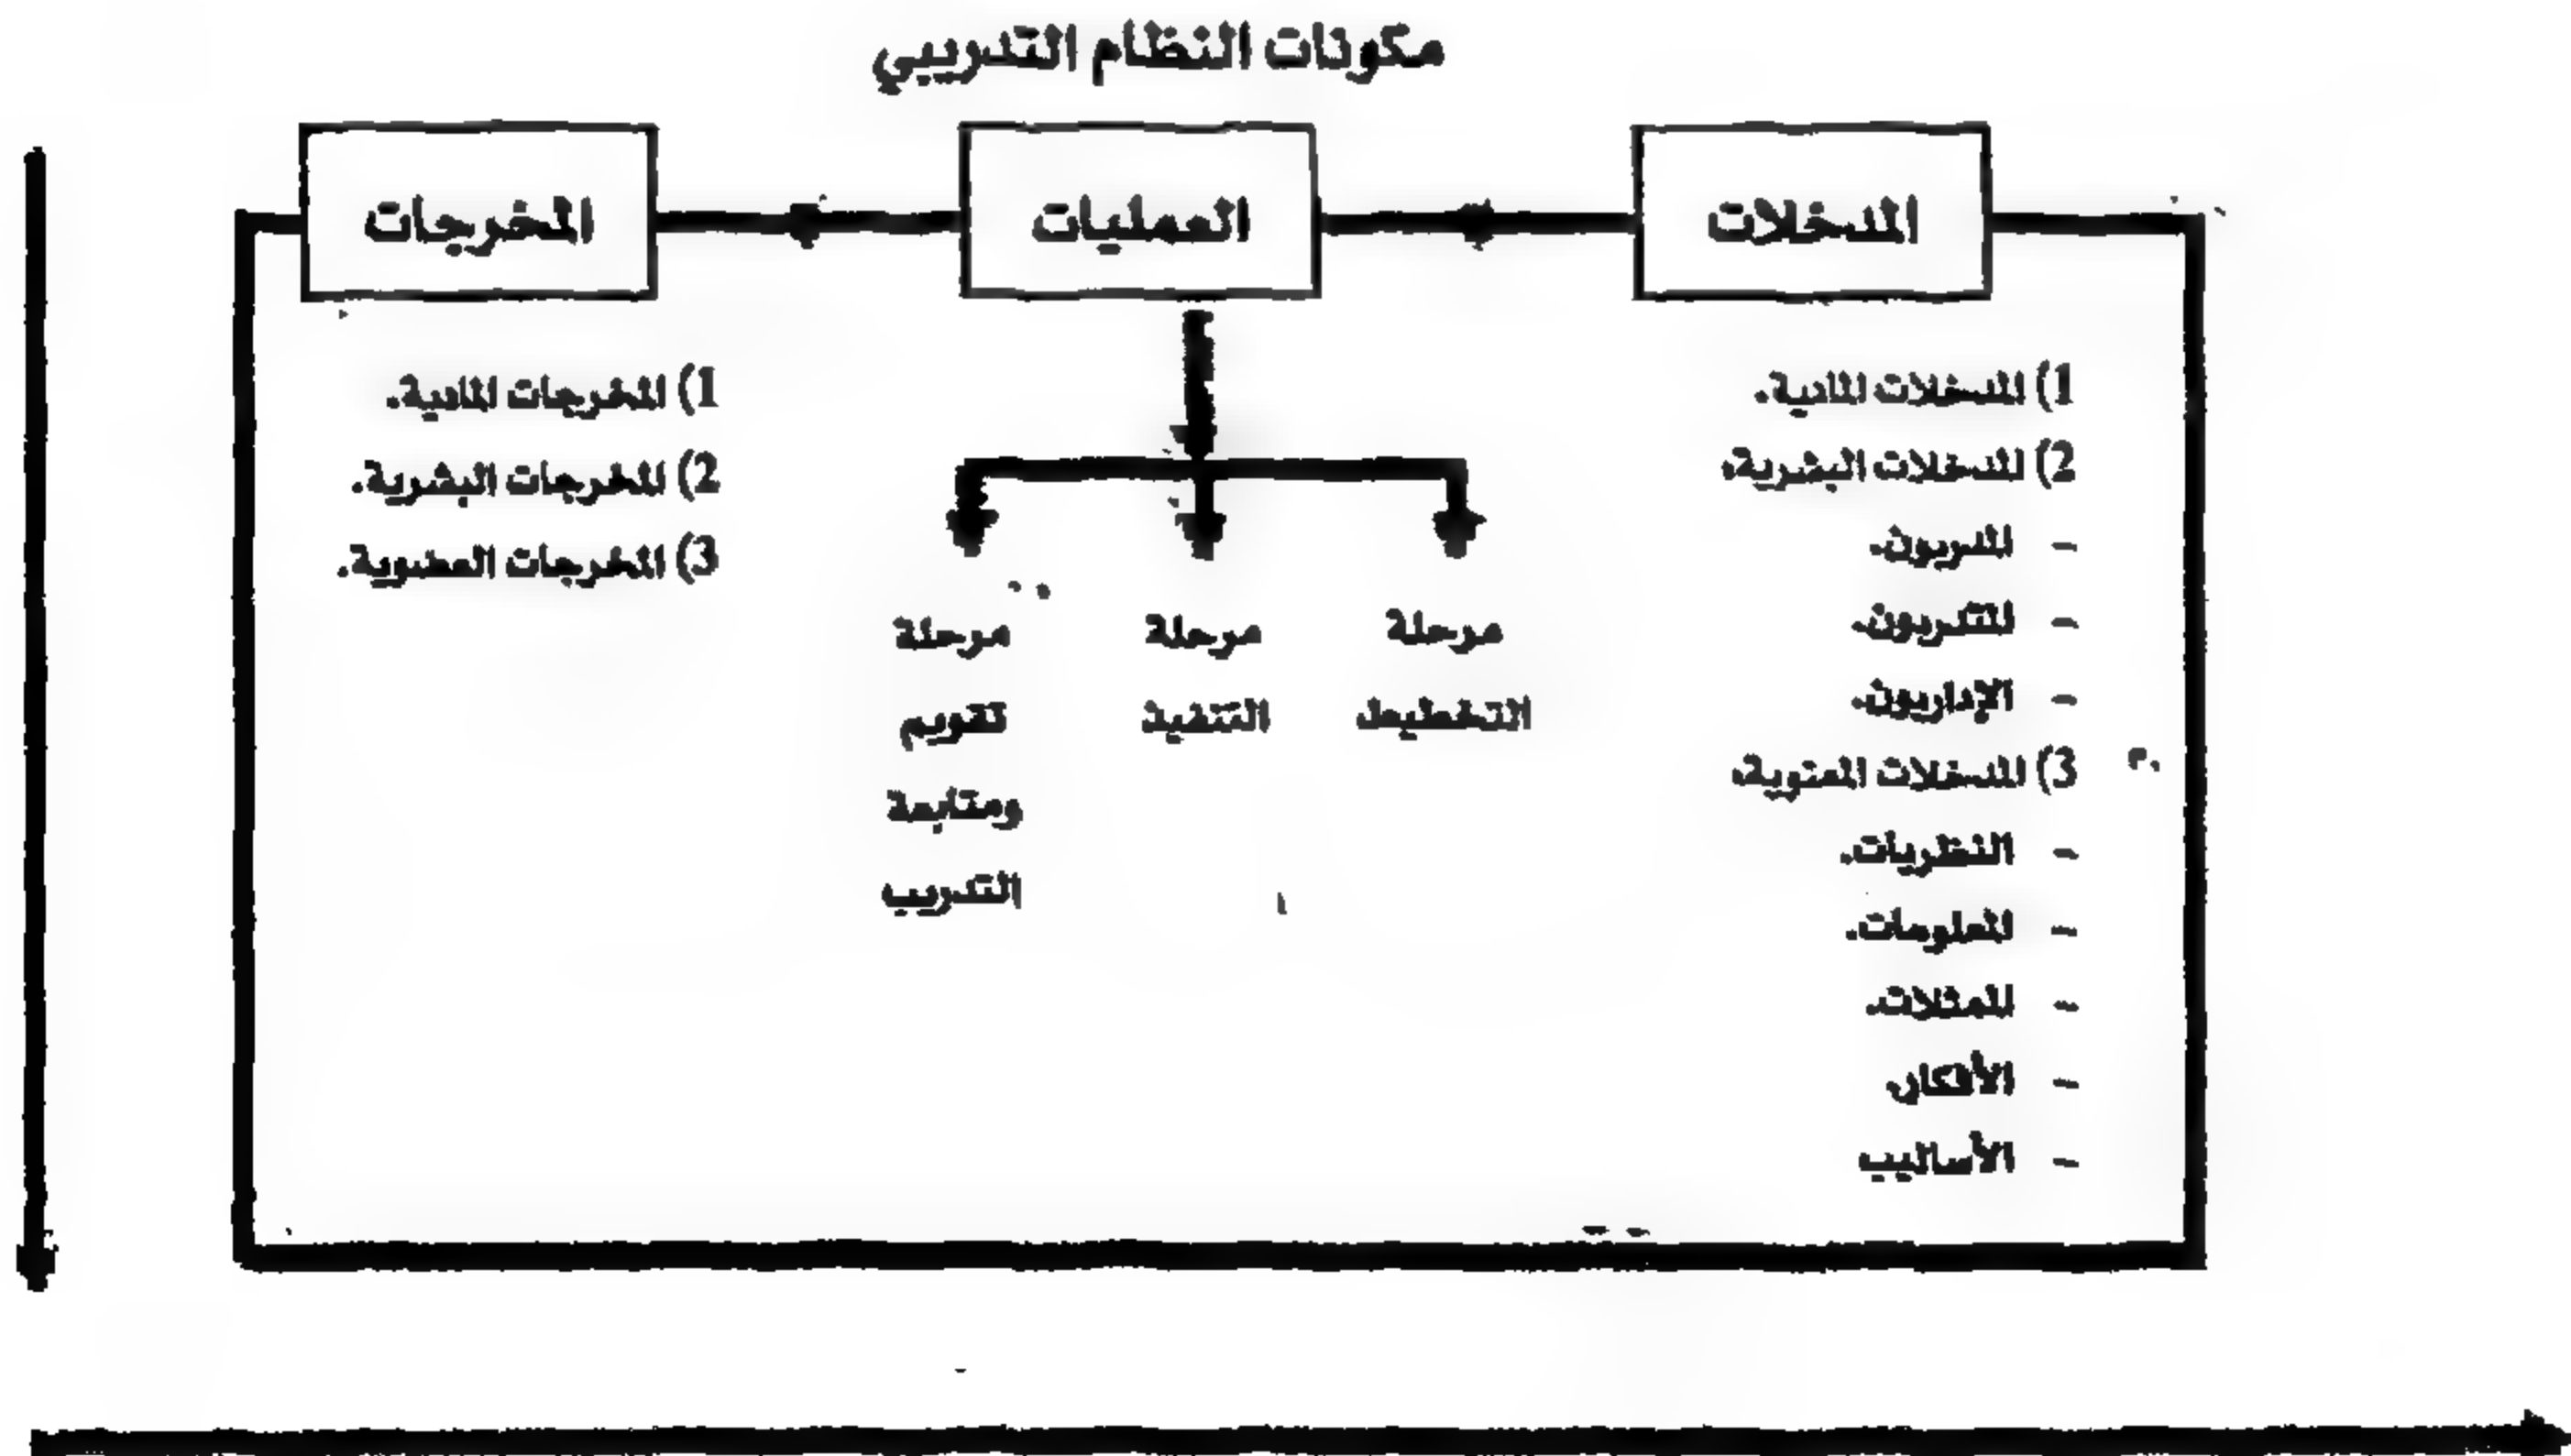 مكونات النظام التدريبي
المدخلات
العمليات
المخرجات
1) المدخلات المادية.
2) المدخلات البشرية.
– المدربون.
– المتدربون.
– الإداريون.
3) المدخلات المعنوية.
– النظريات.
– المعلومات.
– الممثلات.
– الأفكار.
– الأساليب
مرحلة
التخطيط
مرحلة
التنفيذ
مرحلة
تقويم
ومتابعة
التدريب
1) المخرجات المادية.
2) المخرجات البشرية.
3) المخرجات العضوية.